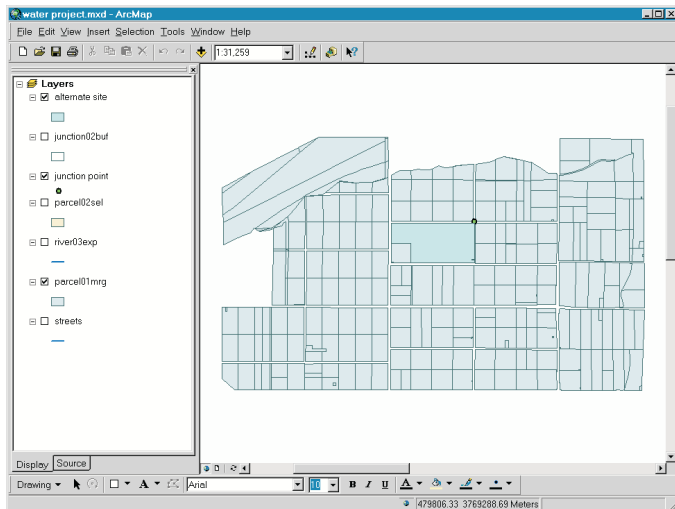 water project.mxd - ArcMap
File Edit View Insert Selection Tools Window Help
1:31,259
Layers
alternate site
junction02buf
junction point
parcel02sel
river03exp
parcel01mrg
streets
Display Source
Drawing A Arial 10 B I U A
479806.33 3769288.69 Meters